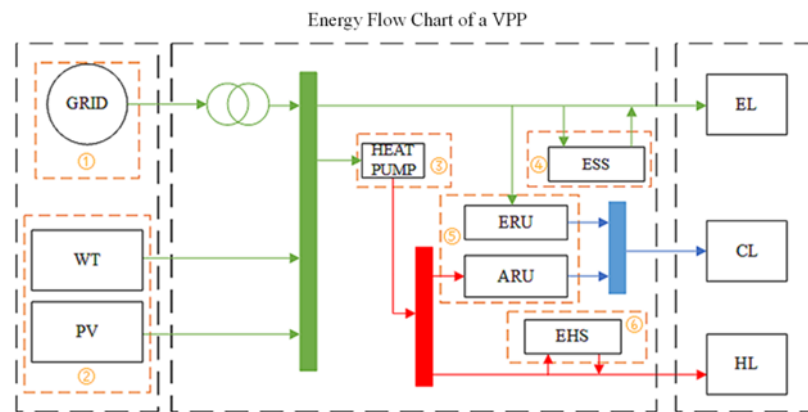 Energy Flow Chart of a VPP
GRID
①
EL
HEAT
PUMP
③
④
ESS
WT
⑤
ERU
CL
ARU
PV
②
EHS
⑥
HL